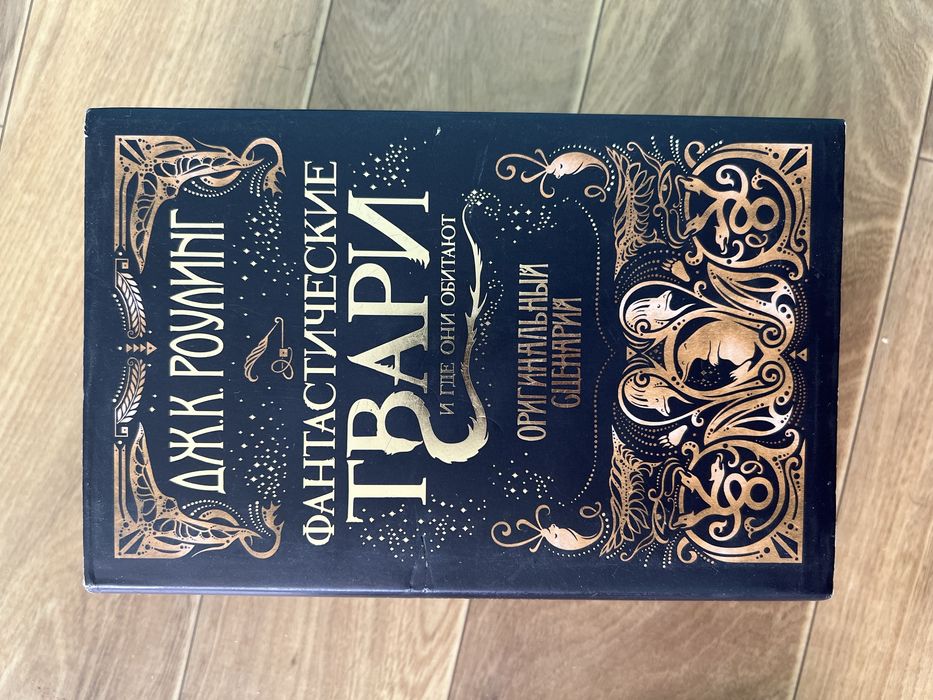 ДЖ.К. РОУЛИНГ
ФАНТАСТИЧЕСКИЕ
ТВАРИ
И ГДЕ ОНИ ОБИТАЮТ
ОРИГИНАЛЬНЫЙ
СЦЕНАРИЙ